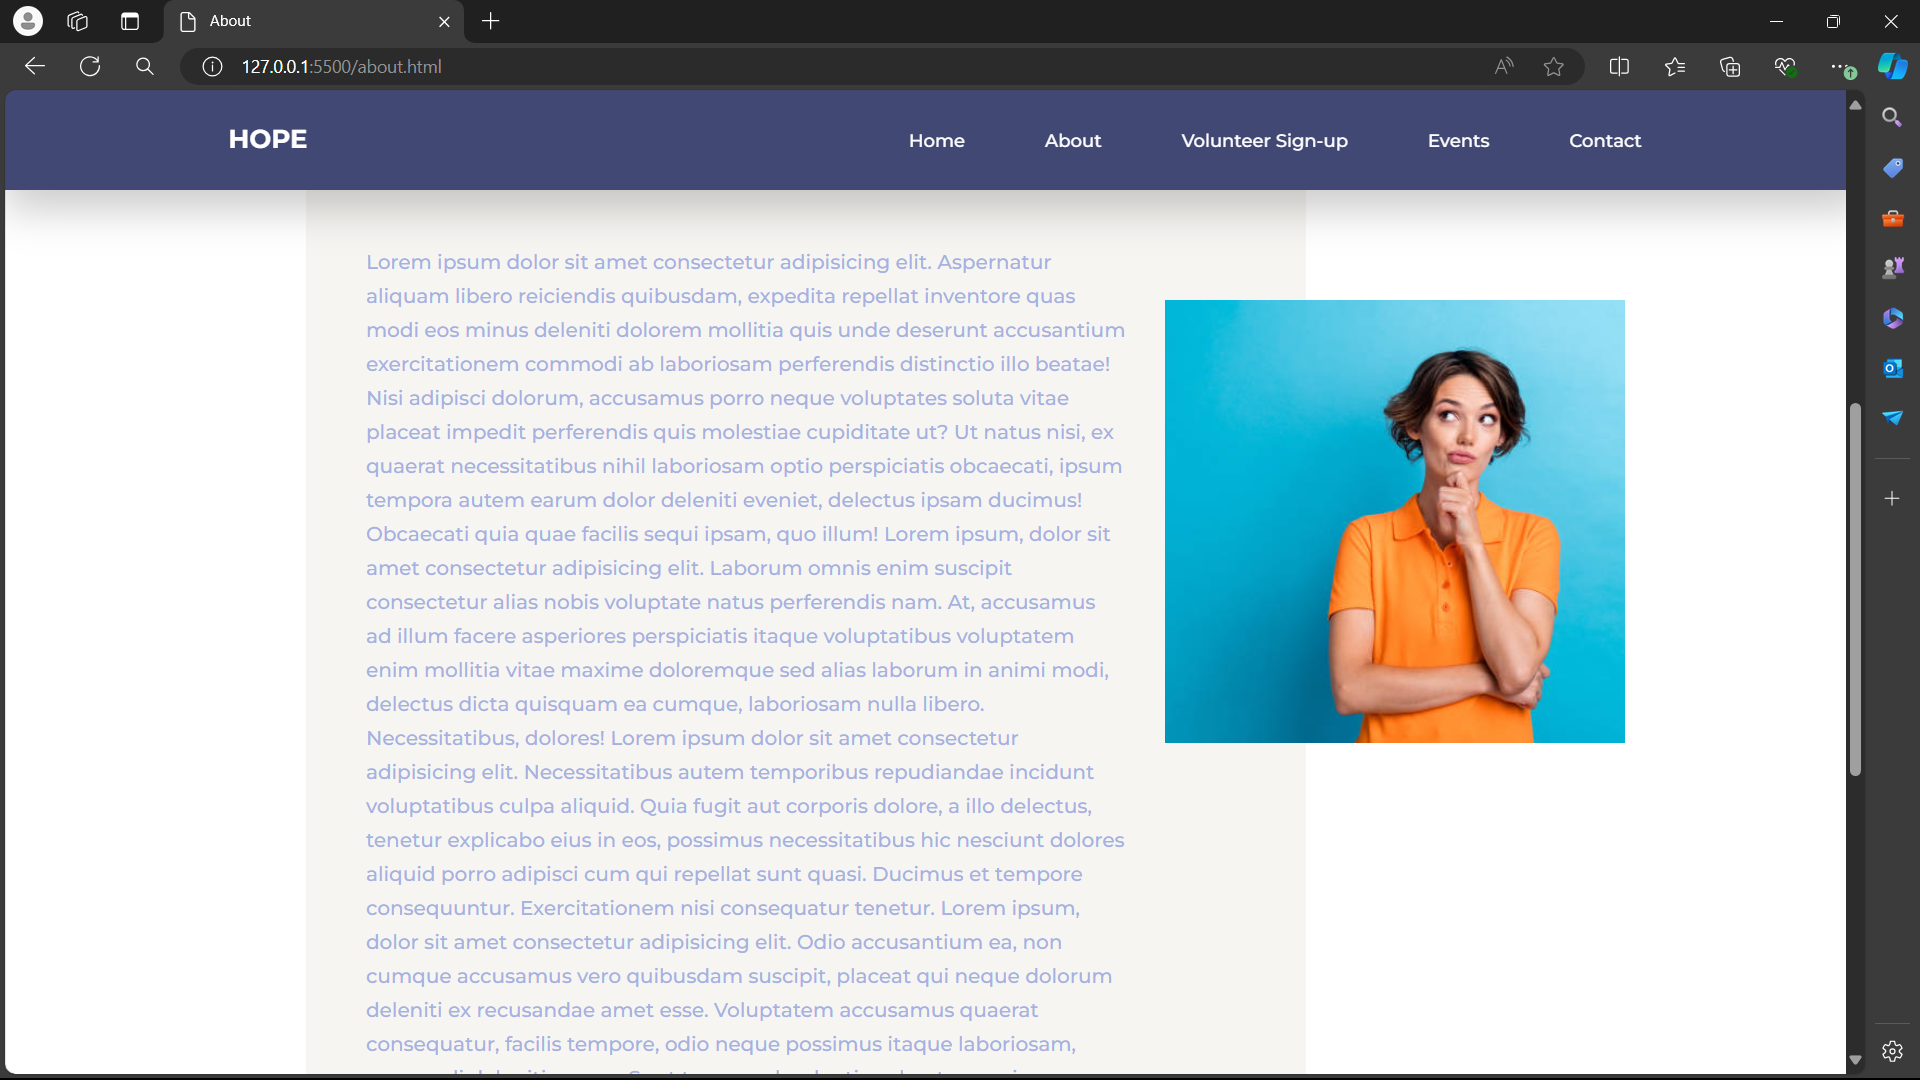 About
127.0.0.1:5500/about.html
HOPE
Home
About
Volunteer Sign-up
Events
Contact
Lorem ipsum dolor sit amet consectetur adipisicing elit. Aspernatur
aliquam libero reiciendis quibusdam, expedita repellat inventore quas
modi eos minus deleniti dolorem mollitia quis unde deserunt accusantium
exercitationem commodi ab laboriosam perferendis distinctio illo beatae!
Nisi adipisci dolorum, accusamus porro neque voluptates soluta vitae
placeat impedit perferendis quis molestiae cupiditate ut? Ut natus nisi, ex
quaerat necessitatibus nihil laboriosam optio perspiciatis obcaecati, ipsum
tempora autem earum dolor deleniti eveniet, delectus ipsam ducimus!
Obcaecati quia quae facilis sequi ipsam, quo illum! Lorem ipsum, dolor sit
amet consectetur adipisicing elit. Laborum omnis enim suscipit
consectetur alias nobis voluptate natus perferendis nam. At, accusamus
ad illum facere asperiores perspiciatis itaque voluptatibus voluptatem
enim mollitia vitae maxime doloremque sed alias laborum in animi modi,
delectus dicta quisquam ea cumque, laboriosam nulla libero.
Necessitatibus, dolores! Lorem ipsum dolor sit amet consectetur
adipisicing elit. Necessitatibus autem temporibus repudiandae incidunt
voluptatibus culpa aliquid. Quia fugit aut corporis dolore, a illo delectus,
tenetur explicabo eius in eos, possimus necessitatibus hic nesciunt dolores
aliquid porro adipisci cum qui repellat sunt quasi. Ducimus et tempore
consequuntur. Exercitationem nisi consequatur tenetur. Lorem ipsum,
dolor sit amet consectetur adipisicing elit. Odio accusantium ea, non
cumque accusamus vero quibusdam suscipit, placeat qui neque dolorum
deleniti ex recusandae amet esse. Voluptatem accusamus quaerat
consequatur, facilis tempore, odio neque possimus itaque laboriosam,